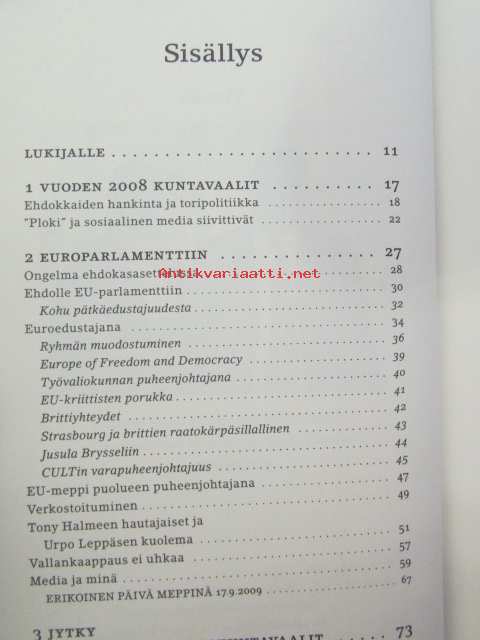 Sisällys
LUKIJALLE . . . . . . . . . . . . . . . . . . . . . . . . . . 11
1 VUODEN 2008 KUNTAVAALIT . . . . . . . . . . 17
Ehdokkaiden hankinta ja toripolitiikka . . . . . . . . . . . . . 18
"Ploki" ja sosiaalinen media siivittivät . . . . . . . . . . . . . 22
2 EUROPARLAMENTTIIN . . . . . . . . . . . . . . . 27
Ongelma . . . . . . . . . . 28
Antikvariaatti.net
Ehdolle EU-parlamenttiin . . . . . . . . . . . . . . . . . . . . 30
Kohu pätkäedustajuudesta . . . . . . . . . . . . . . . . . . . 32
Euroedustajana . . . . . . . . . . . . . . . . . . . . . . . . . 34
Ryhmän muodostuminen . . . . . . . . . . . . . . . . . . . . 36
Europe of Freedom and Democracy . . . . . . . . . . . . . . 39
Työvaliokunnan puheenjohtajana . . . . . . . . . . . . . . . 40
EU-kriittisten porukka . . . . . . . . . . . . . . . . . . . . . 41
Brittiyhteydet . . . . . . . . . . . . . . . . . . . . . . . . . 42
Strasbourg ja brittien raatokärpäsillallinen . . . . . . . . . . 43
Jusula Brysseliin . . . . . . . . . . . . . . . . . . . . . . . . 44
CULTin varapuheenjohtajuus . . . . . . . . . . . . . . . . . 45
EU-meppi puolueen puheenjohtajana . . . . . . . . . . . . . 47
Verkostoituminen . . . . . . . . . . . . . . . . . . . . . . . . 49
Tony Halmeen hautajaiset ja
Urpo Leppäsen kuolema . . . . . . . . . . . . . . . . . . . . 51
Vallankaappaus ei uhkaa . . . . . . . . . . . . . . . . . . . . 57
Media ja minä . . . . . . . . . . . . . . . . . . . . . . . . . 59
ERIKOINEN PÄIVÄ MEPPINÄ 17.9.2009 . . . . . . . . . . . . 67
3 JYTKY
73